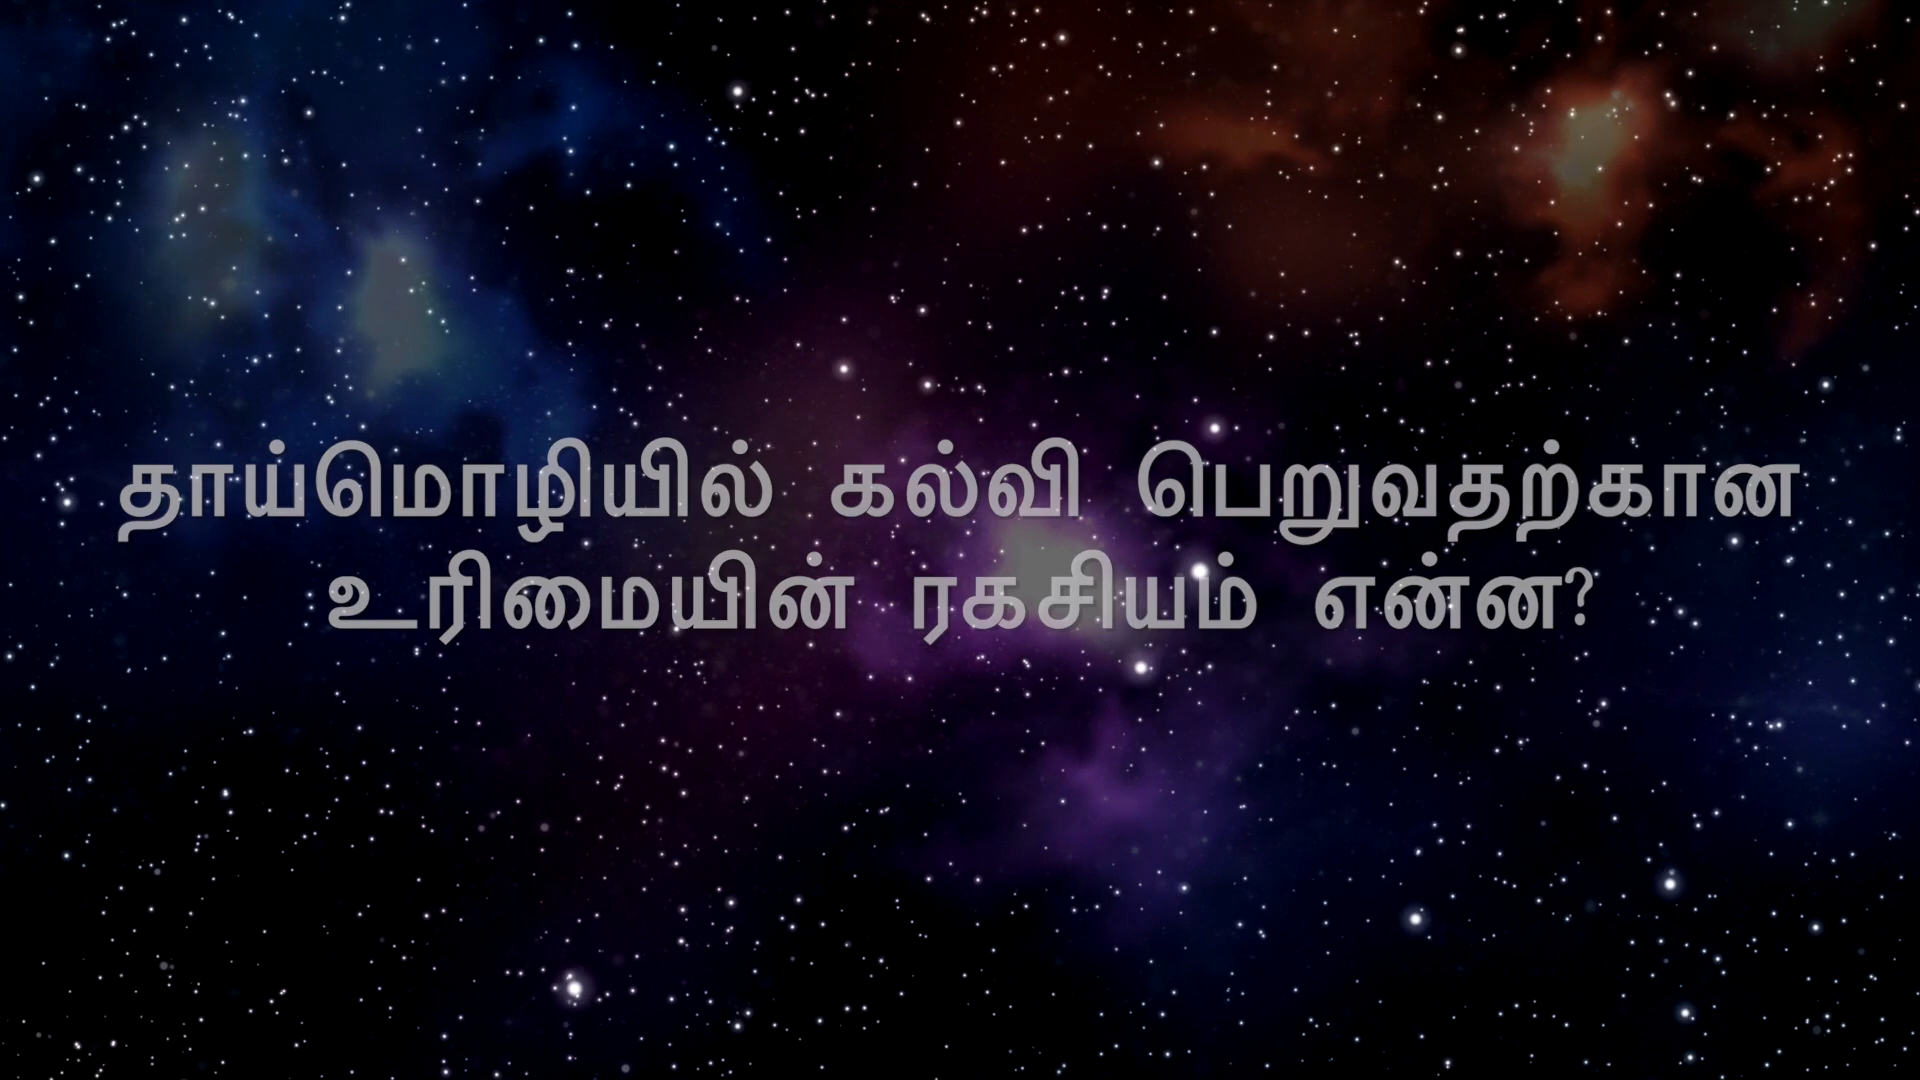 தாய்மொழியில் கல்வி பெறுவதற்கான
உரிமையின் ரகசியம் என்ன?